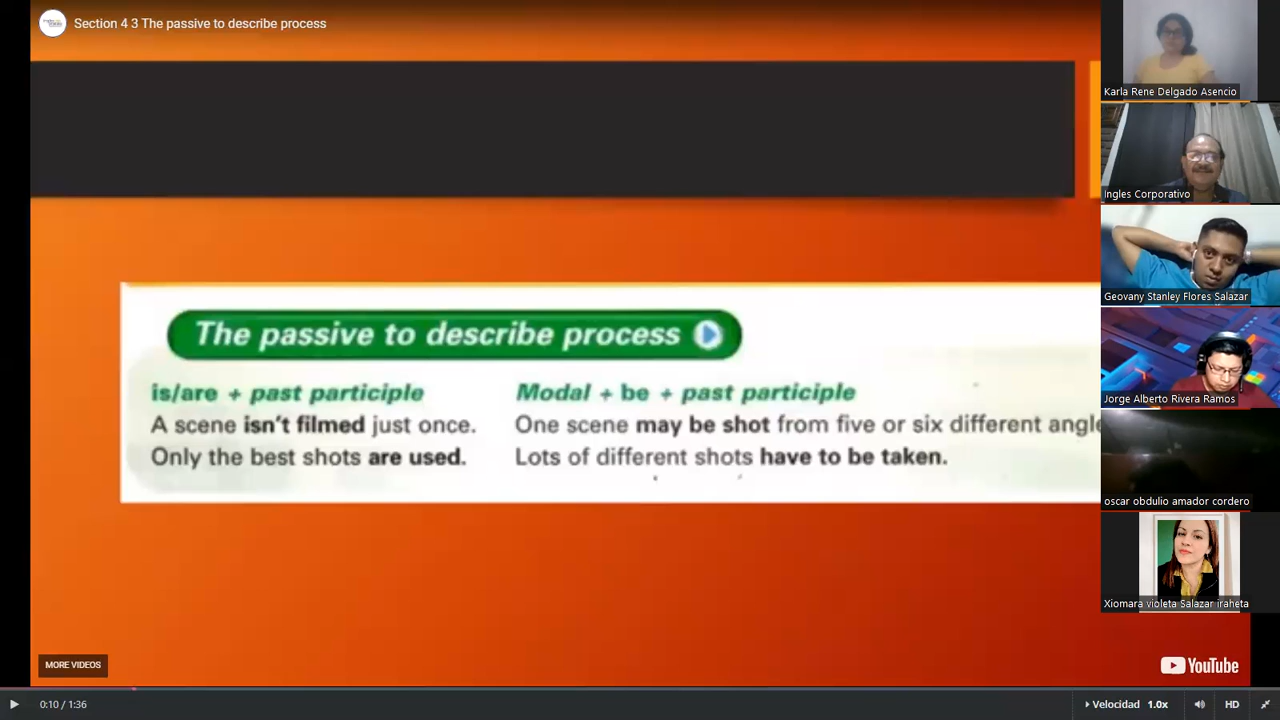 Section 4 3 The passive to describe process
The passive to describe process
is/are + past participle
A scene isn't filmed just once.
Only the best shots are used.
Modal + be + past participle
One scene may be shot from five or six different angle
Lots of different shots have to be taken.
MORE VIDEOS
YouTube
0:10 / 1:36
Velocidad 1.0x
HD
Karla Rene Delgado Asencio
Ingles Corporativo
Geovany Stanley Flores Salazar
Jorge Alberto Rivera Ramos
oscar obdulio amador cordero
Xiomara violeta Salazar iraheta